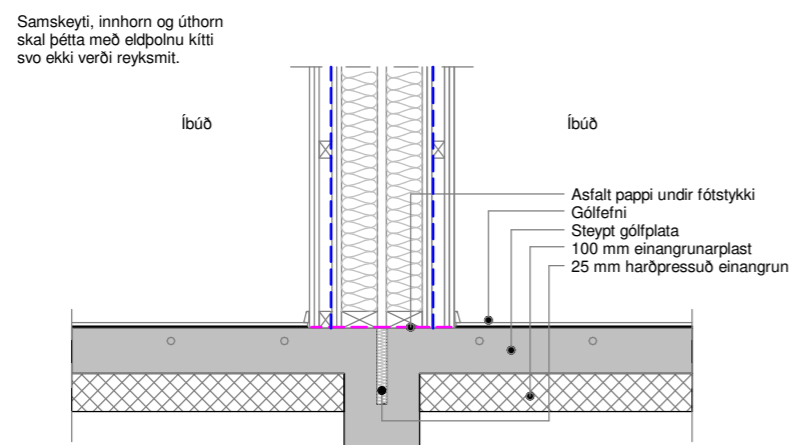 Samskeyti, innhorn og úthorn
skal þétta með eldþolnu kítti
svo ekki verði reyksmit.
Íbúð
Íbúð
Asfalt pappi undir fótstykki
Gólfefni
Steypt gólfplata
100 mm einangrunarplast
25 mm harðpressuð einangrun